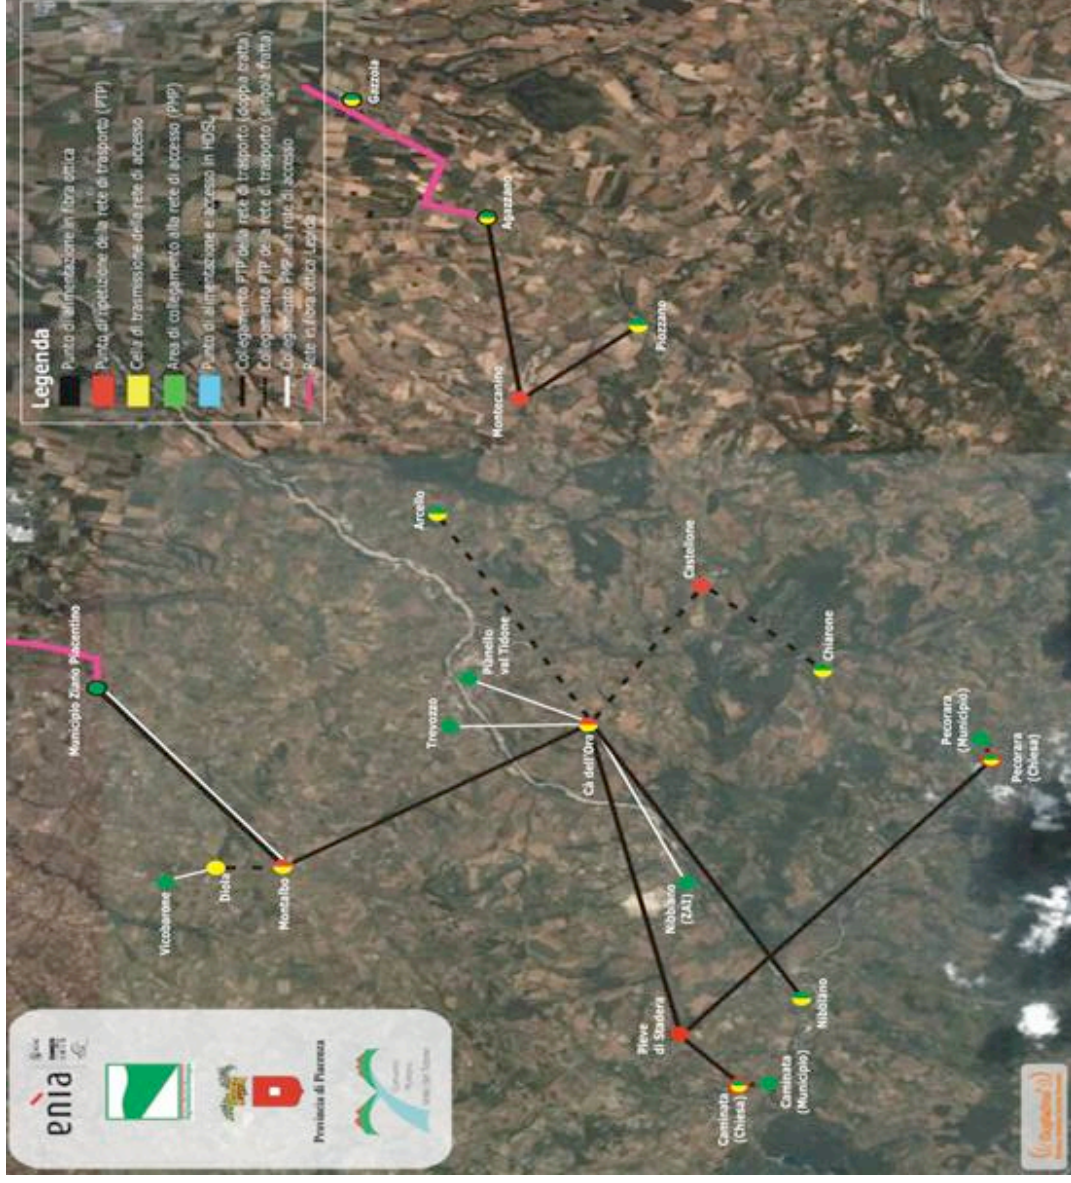 Legenda
Punto di alimentazione in fibra ottica
Punto di ripetizione della rete di trasporto (PTP)
Cella di trasmissione della rete di accesso
Area di collegamento alla rete di accesso (PMP)
Punto di alimentazione e accesso in HDSL
Collegamento PTP della rete di trasporto (doppia tratta)
Collegamento PTP della rete di trasporto (singola tratta)
Collegamento PMP alla rete di accesso
Rete in fibra ottica Lepida
Gazzola
Agazzano
Montecanino
Piozzano
Arcello
Castellone
Chiarone
Municipio Ziano Piacentino
Pianello
val Tidone
Trevozzo
Cà dell'Ora
Pecorara
(Municipio)
Pecorara
(Chiesa)
Vicobarone
Diola
Montalbo
Nibbiano
(ZAI)
Pieve
di Stadera
Nibbiano
Caminata
(Chiesa)
Caminata
(Municipio)
enìa
Provincia di Piacenza